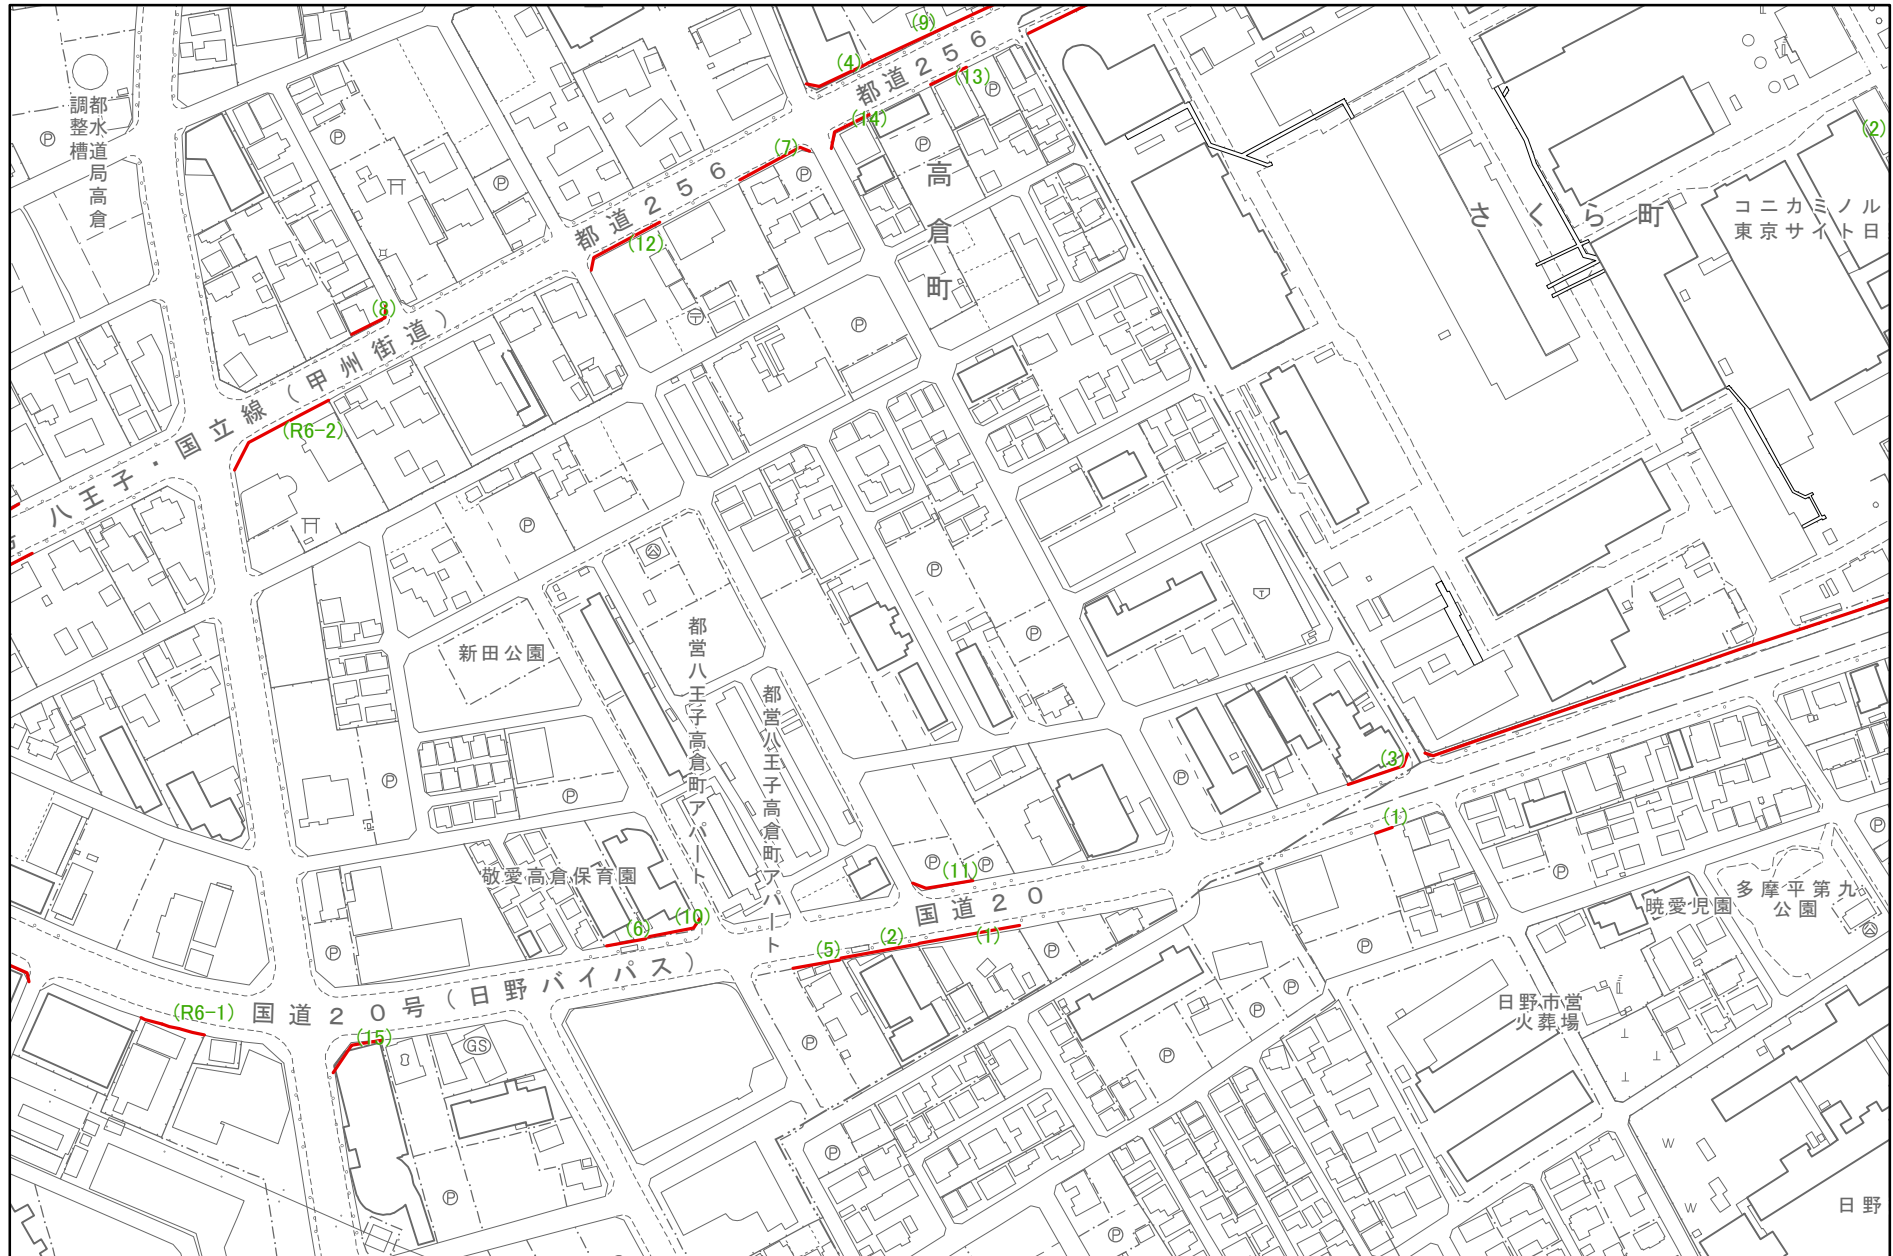 (9)
(4)
都道256
(13)
(14)
(7)
都水道局高倉
調整槽
(2)
高倉町
さくら町
コニカミノル
東京サイト日
都道256
(12)
(8)
八王子・国立線(甲州街道)
(R6-2)
新田公園
都営八王子高倉町アパート
都営八王子高倉町アパート
(3)
(1)
(11)
敬愛高倉保育園
国道20
(10)
(6)
(5)
(2)
(1)
暁愛児園
多摩平第九
公園
国道20号(日野バイパス)
(R6-1)
(15)
GS
日野市営
火葬場
日野